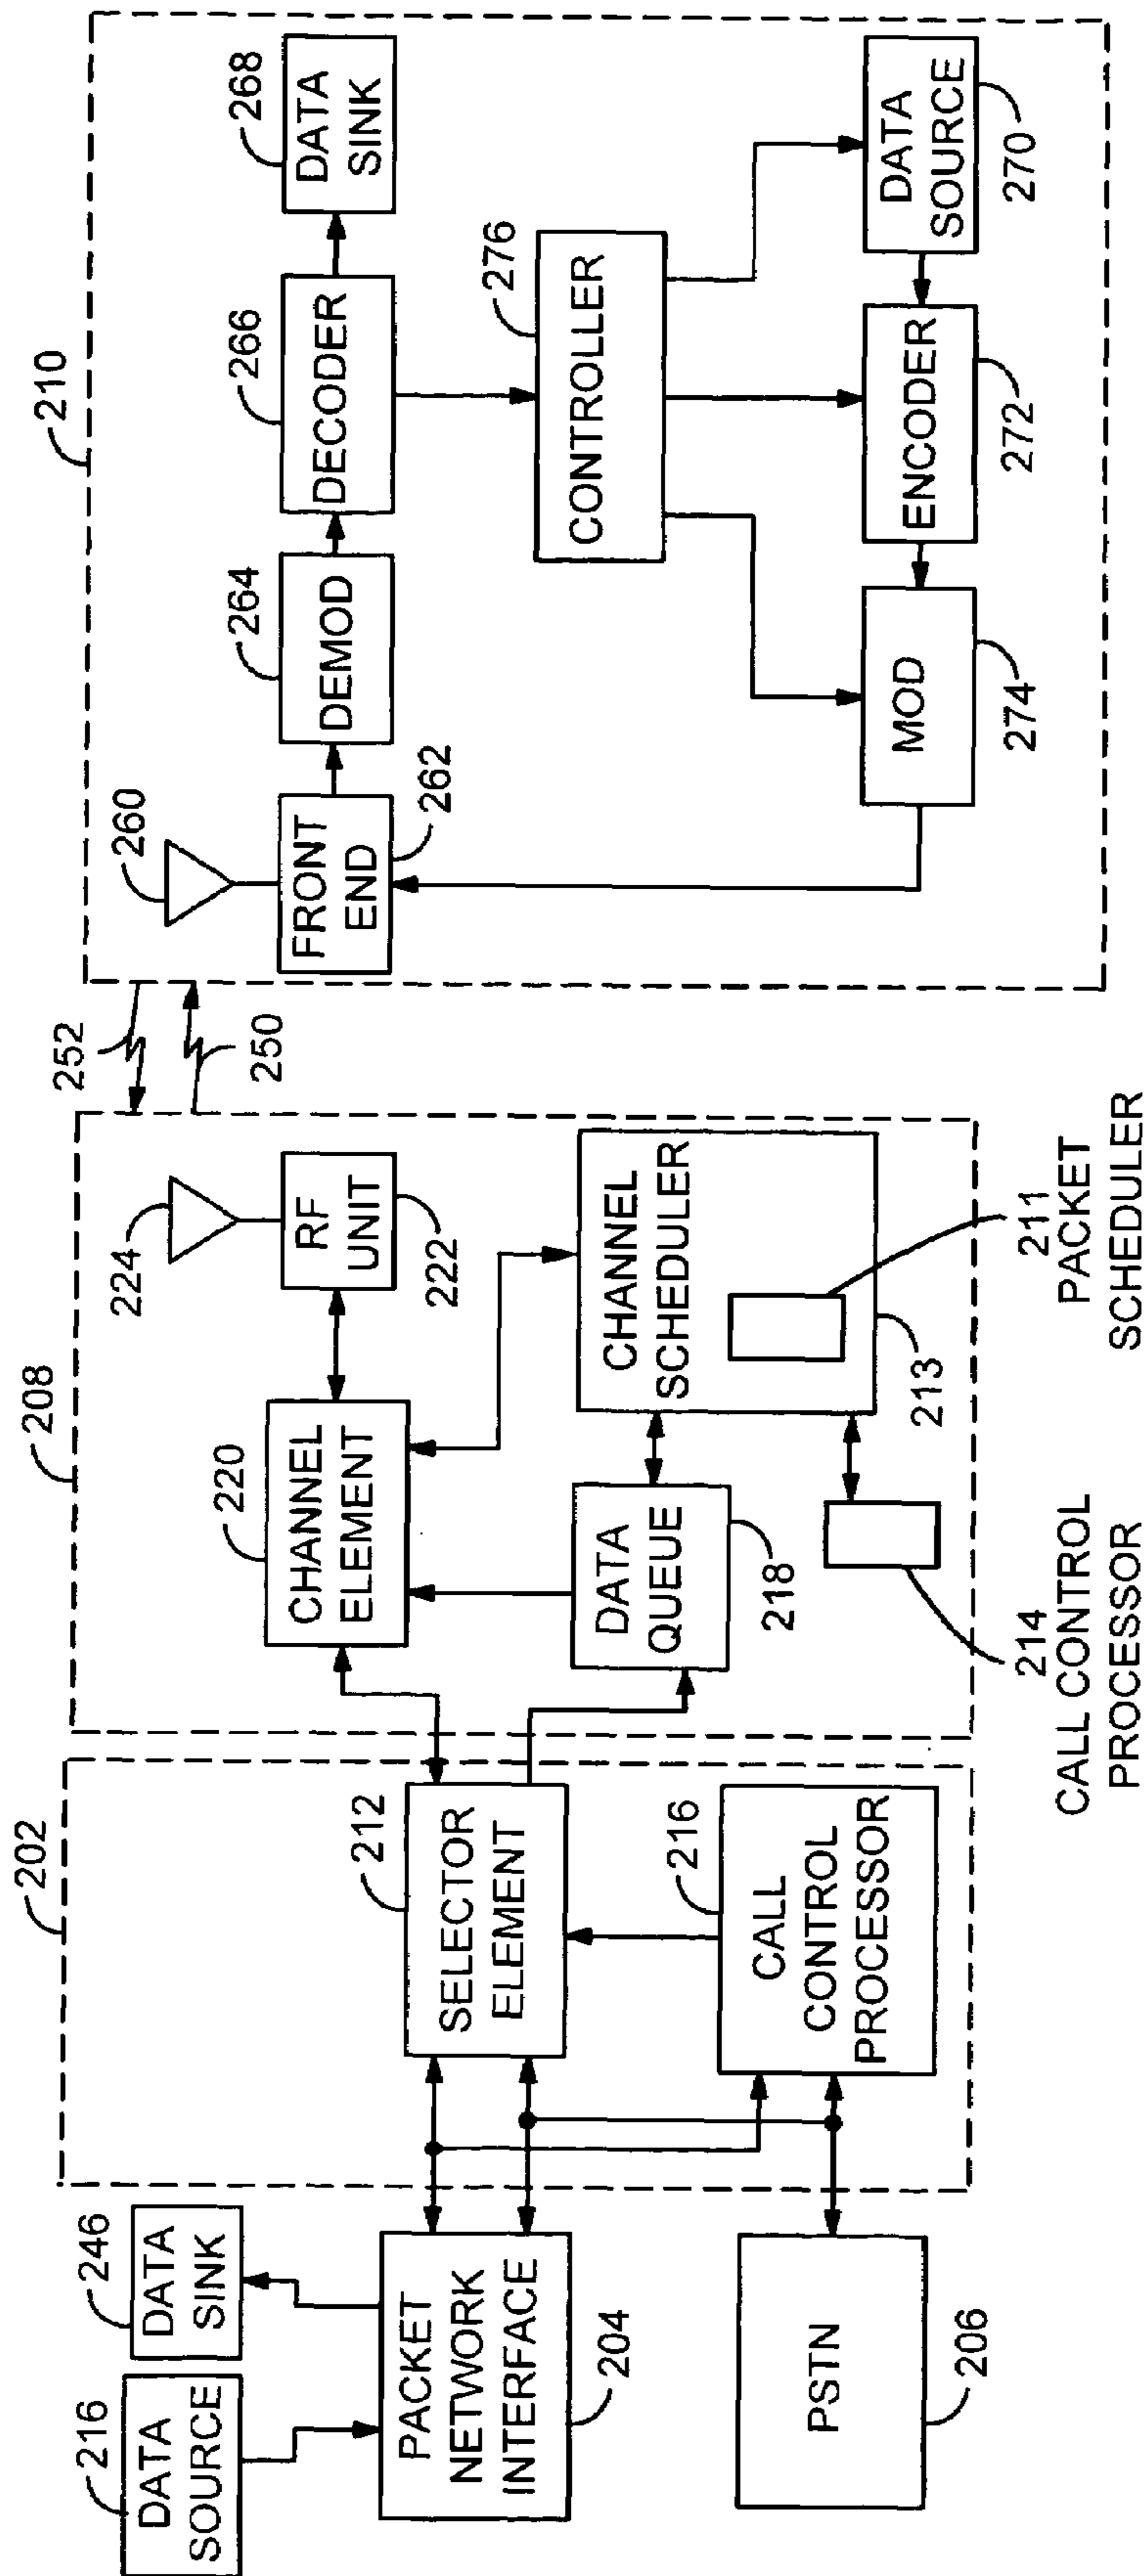 216
DATA
SOURCE
246
DATA
SINK
PACKET
NETWORK
INTERFACE
204
PSTN
206
202
212
SELECTOR
ELEMENT
216
CALL
CONTROL
PROCESSOR
208
220
CHANNEL
ELEMENT
224
RF
UNIT
222
DATA
QUEUE
218
CHANNEL
SCHEDULER
213
214
CALL CONTROL
PROCESSOR
211
PACKET
SCHEDULER
252
250
210
260
FRONT
END
262
264
DEMOD
266
DECODER
268
DATA
SINK
276
CONTROLLER
MOD
274
ENCODER
272
DATA
SOURCE
270